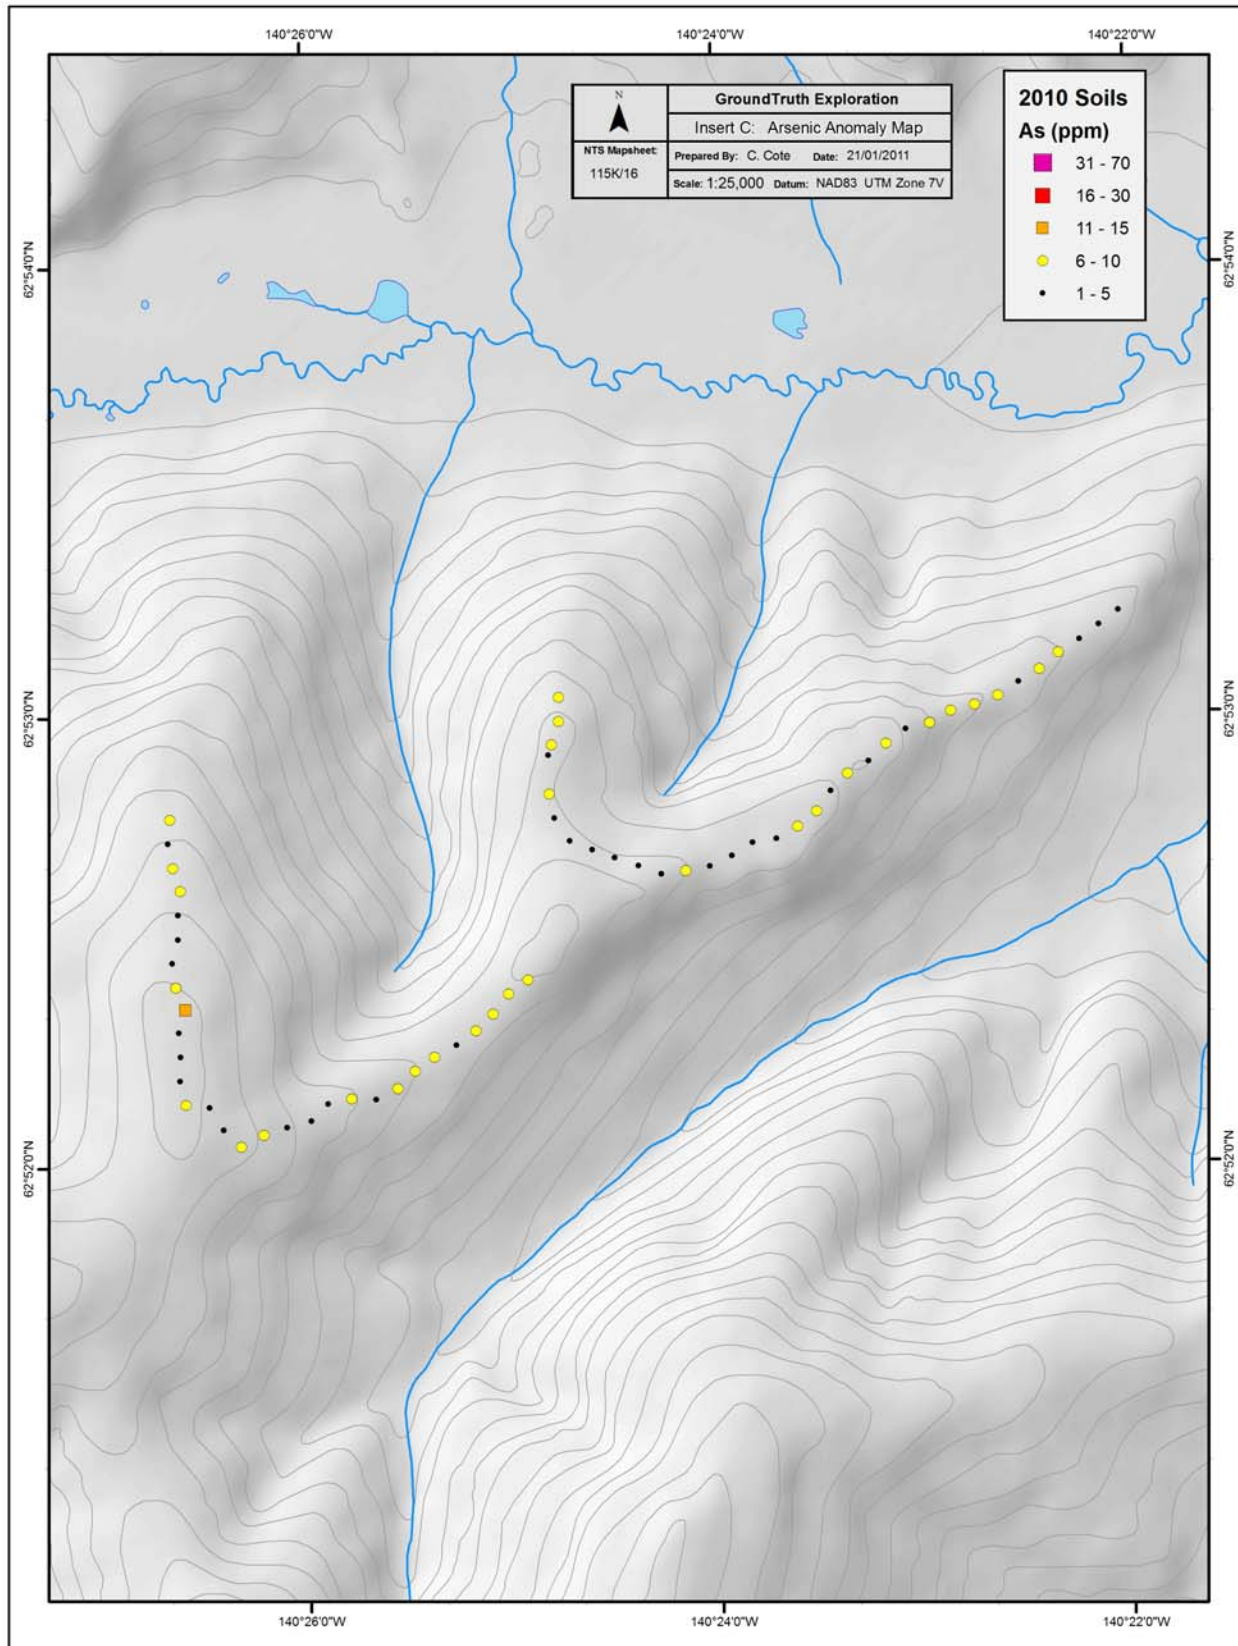 140°26'0"W 140°24'0"W 140°22'0"W
N
NTS Mapsheet:
115K/16
GroundTruth Exploration
Insert C: Arsenic Anomaly Map
Prepared By: C. Cote Date: 21/01/2011
Scale: 1:25,000 Datum: NAD83 UTM Zone 7V
2010 Soils
As (ppm)
31 - 70
16 - 30
11 - 15
6 - 10
1 - 5
62°54'0"N 62°54'0"N
62°53'0"N 62°53'0"N
62°52'0"N 62°52'0"N
140°26'0"W 140°24'0"W 140°22'0"W